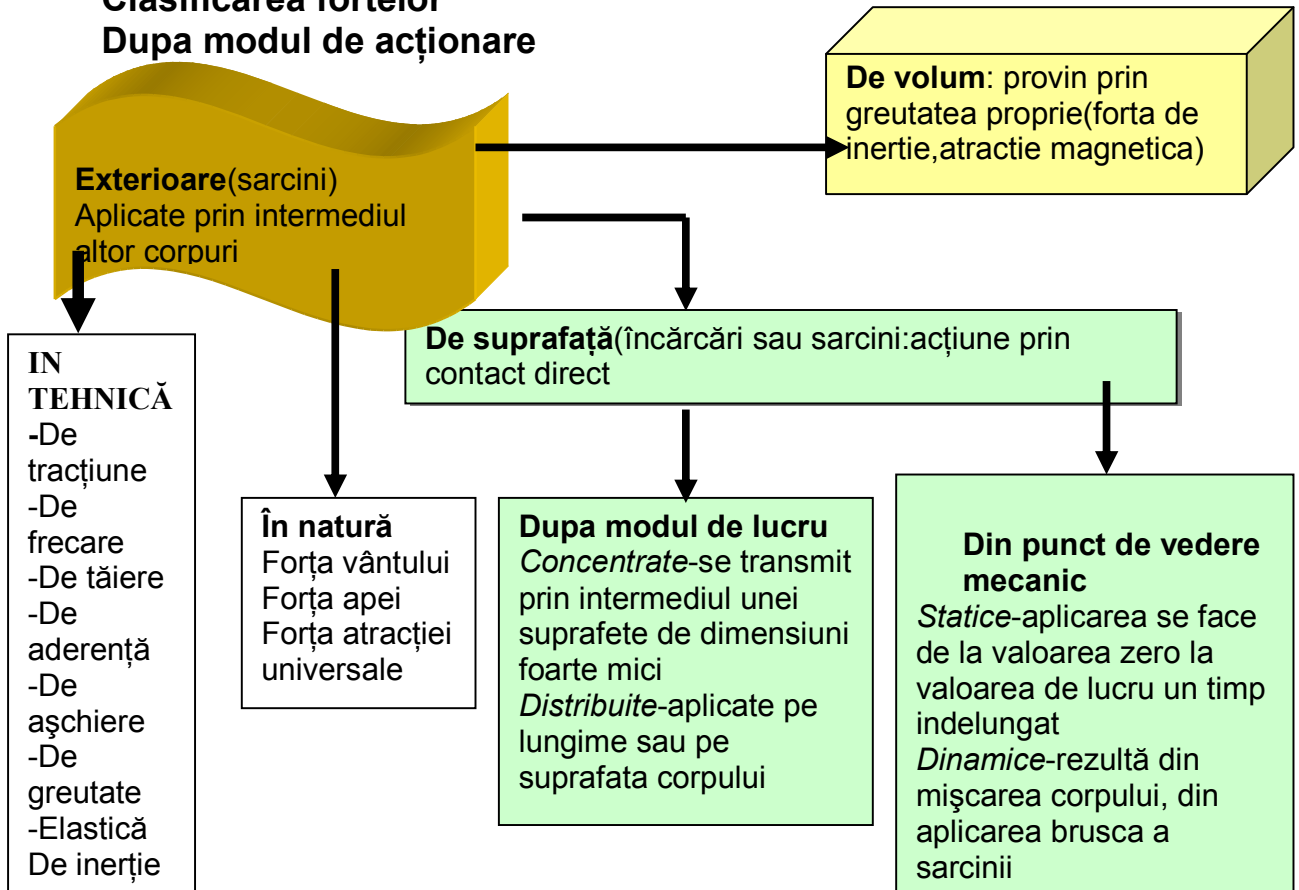 Clasificarea fortelor
Dupa modul de acționare
De volum: provin prin
greutatea proprie(forta de
inertie,atractie magnetica)
Exterioare(sarcini)
Aplicate prin intermediul
altor corpuri
De suprafață(încărcări sau sarcini:acțiune prin
contact direct
IN
TEHNICĂ
-De
tracțiune
-De
frecare
-De tăiere
-De
aderență
-De
aşchiere
-De
greutate
-Elastică
De inerție
În natură
Forța vântului
Forța apei
Forța atracției
universale
Dupa modul de lucru
Concentrate-se transmit
prin intermediul unei
suprafete de dimensiuni
foarte mici
Distribuite-aplicate pe
lungime sau pe
suprafata corpului
Din punct de vedere
mecanic
Statice-aplicarea se face
de la valoarea zero la
valoarea de lucru un timp
indelungat
Dinamice-rezultă din
mişcarea corpului, din
aplicarea brusca a
sarcinii